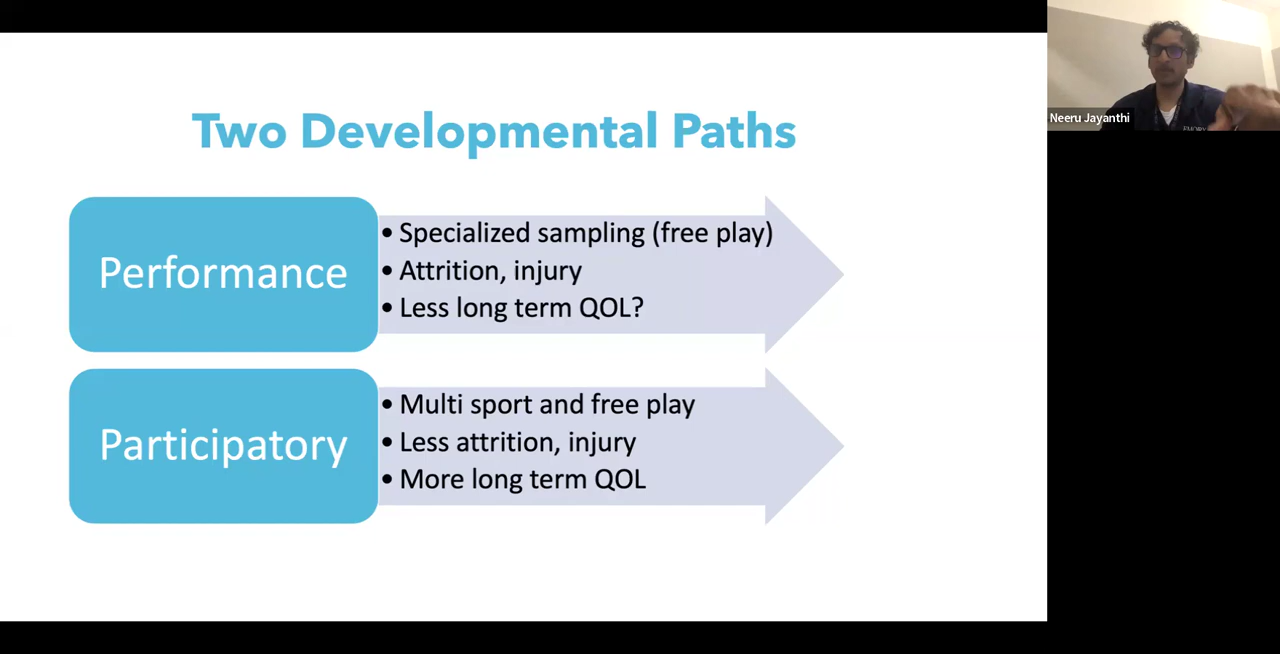 Two Developmental Paths
Performance
• Specialized sampling (free play)
• Attrition, injury
• Less long term QOL?
Participatory
• Multi sport and free play
• Less attrition, injury
• More long term QOL
Neeru Jayanthi
EMORY